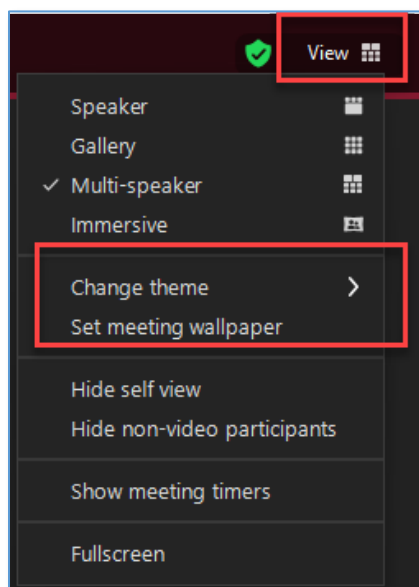 View
Speaker
Gallery
Multi-speaker
Immersive
Change theme
Set meeting wallpaper
Hide self view
Hide non-video participants
Show meeting timers
Fullscreen